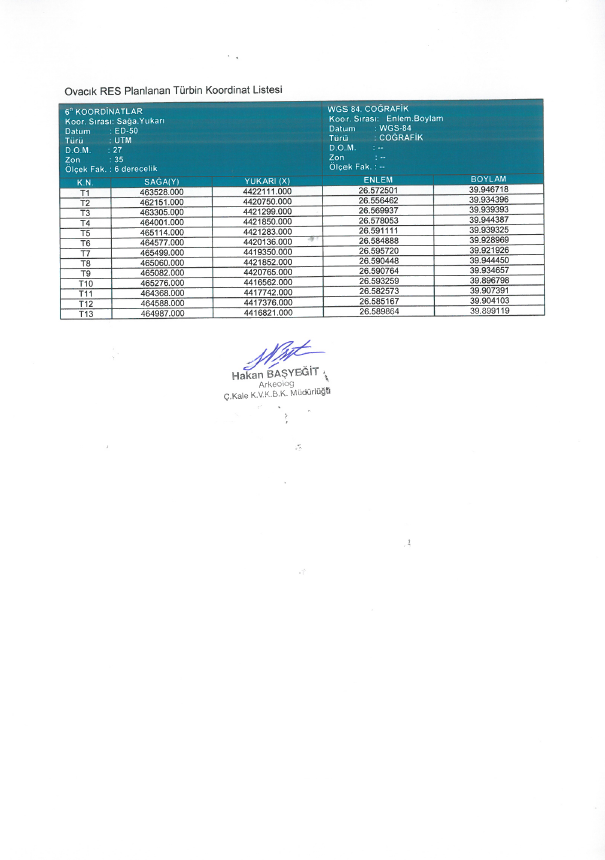 Ovacık RES Planlanan Türbin Koordinat Listesi
6° KOORDİNATLAR
Koor. Sırası: Sağa.Yukarı
Datum : ED-50
Türü : UTM
D.O.M. : 27
Zon : 35
Ölçek Fak. : 6 derecelik
WGS 84. COĞRAFİK
Koor. Sırası: Enlem.Boylam
Datum : WGS-84
Türü : COĞRAFİK
D.O.M. : --
Zon : --
Ölçek Fak. : --
K.N. SAĞA(Y) YUKARI (X) ENLEM BOYLAM
T1 463528.000 4422111.000 26.572501 39.946718
T2 462151.000 4420750.000 26.556462 39.934396
T3 463305.000 4421299.000 26.569937 39.939393
T4 464001.000 4421850.000 26.578053 39.944387
T5 465114.000 4421283.000 26.591111 39.939325
T6 464577.000 4420136.000 26.584888 39.928969
T7 465499.000 4419350.000 26.595720 39.921926
T8 465060.000 4421852.000 26.590448 39.944450
T9 465082.000 4420765.000 26.590764 39.934657
T10 465276.000 4416562.000 26.593259 39.896798
T11 464368.000 4417742.000 26.582573 39.907391
T12 464588.000 4417376.000 26.585167 39.904103
T13 464987.000 4416821.000 26.589864 39.899119
Hakan BAŞYEĞİT
Arkeolog
Ç.Kale K.V.K.B.K. Müdürlüğü